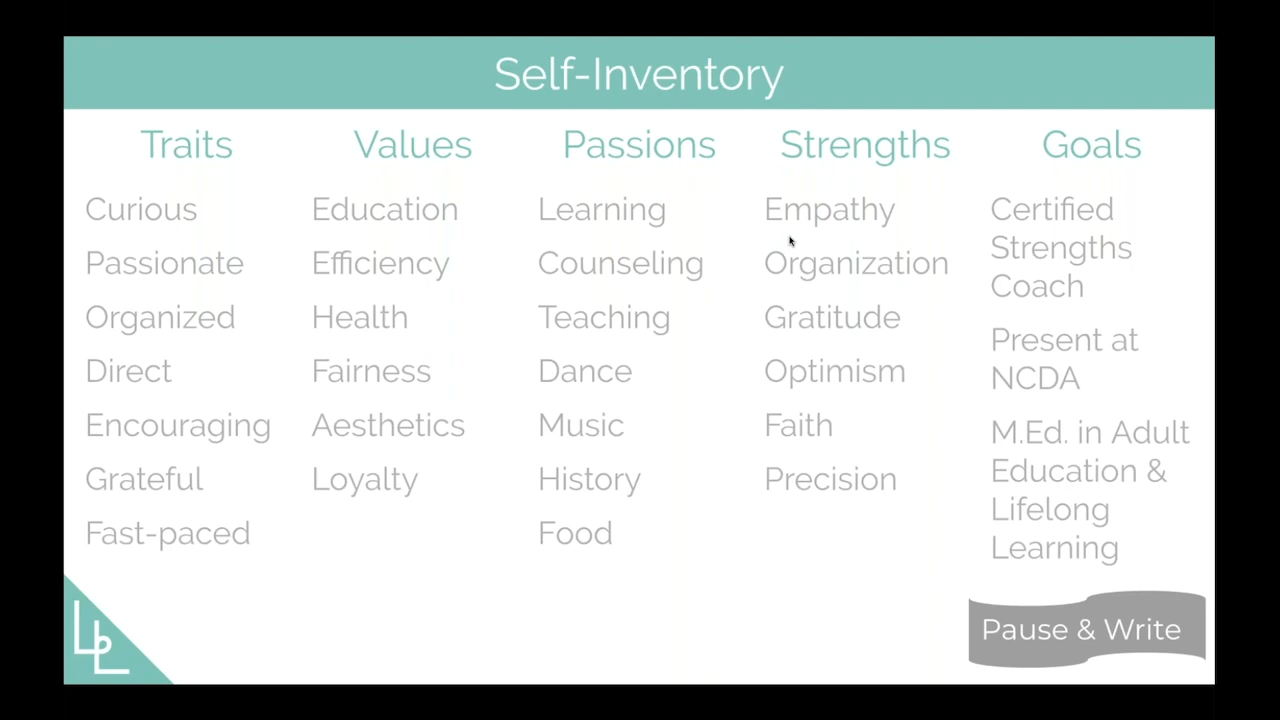 Self-Inventory
Traits
Curious
Passionate
Organized
Direct
Encouraging
Grateful
Fast-paced
Values
Education
Efficiency
Health
Fairness
Aesthetics
Loyalty
Passions
Learning
Counseling
Teaching
Dance
Music
History
Food
Strengths
Empathy
Organization
Gratitude
Optimism
Faith
Precision
Goals
Certified
Strengths
Coach
Present at
NCDA
M.Ed. in Adult
Education &
Lifelong
Learning
Pause & Write